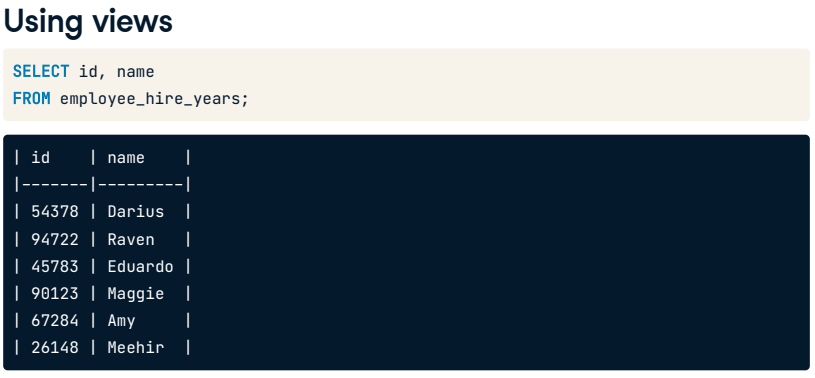 Using views
SELECT id, name
FROM employee_hire_years;
| id    | name    |
|-------|---------|
| 54378 | Darius  |
| 94722 | Raven   |
| 45783 | Eduardo |
| 90123 | Maggie  |
| 67284 | Amy     |
| 26148 | Meehir  |